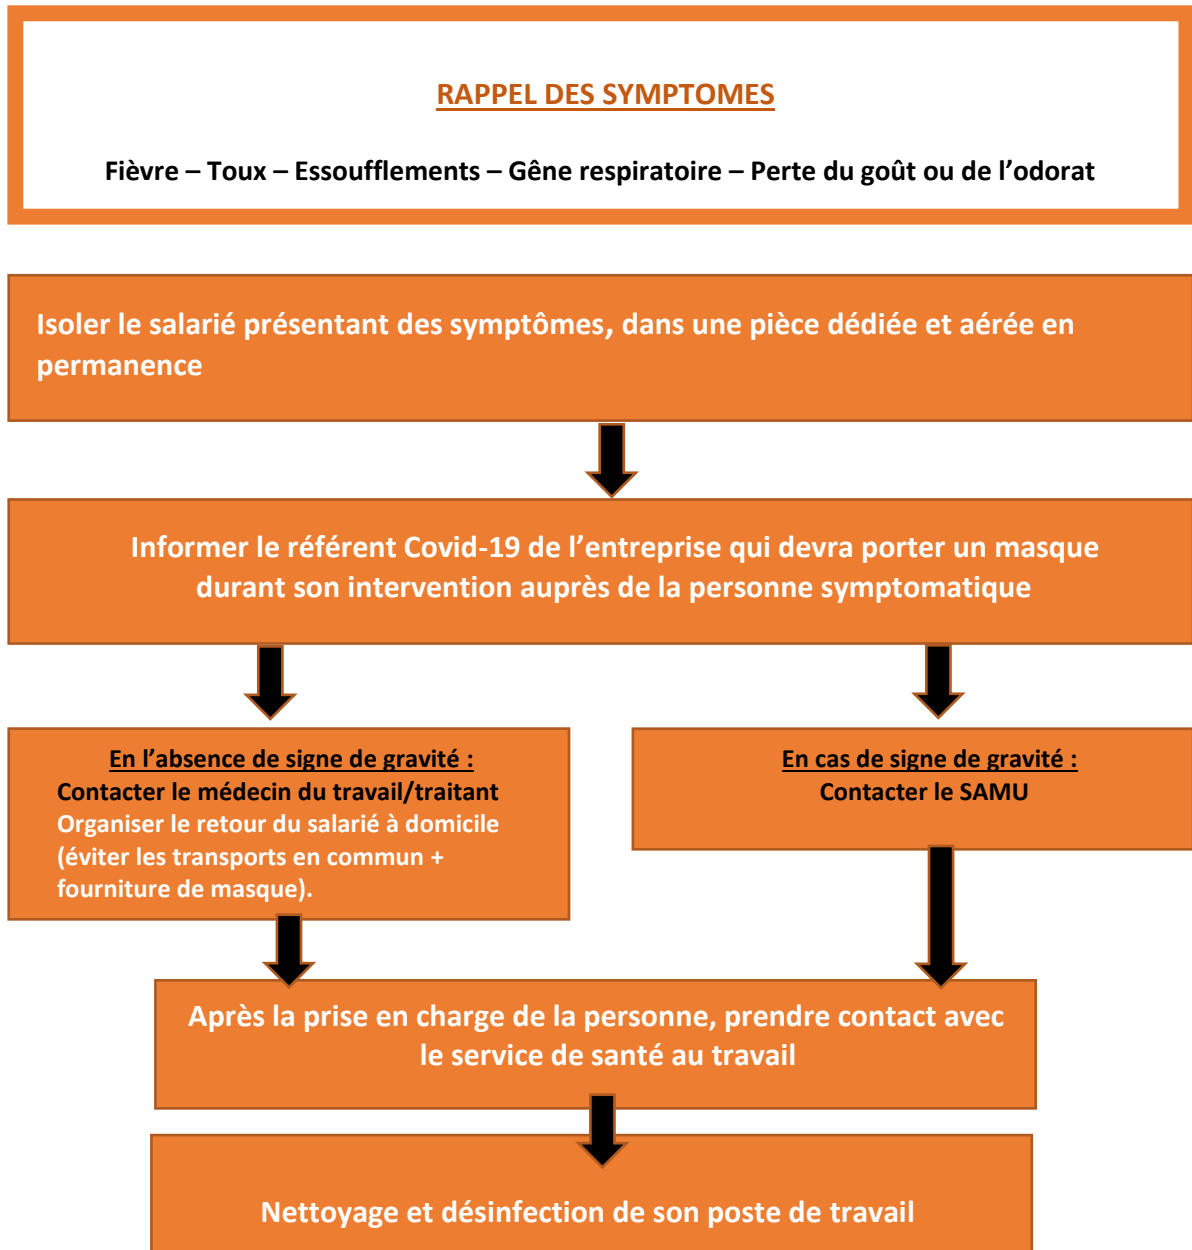 RAPPEL DES SYMPTOMES
Fièvre – Toux – Essoufflements – Gêne respiratoire – Perte du goût ou de l’odorat
Isoler le salarié présentant des symptômes, dans une pièce dédiée et aérée en
permanence
Informer le référent Covid-19 de l’entreprise qui devra porter un masque
durant son intervention auprès de la personne symptomatique
En l’absence de signe de gravité :
Contacter le médecin du travail/traitant
Organiser le retour du salarié à domicile
(éviter les transports en commun +
fourniture de masque).
En cas de signe de gravité :
Contacter le SAMU
Après la prise en charge de la personne, prendre contact avec
le service de santé au travail
Nettoyage et désinfection de son poste de travail